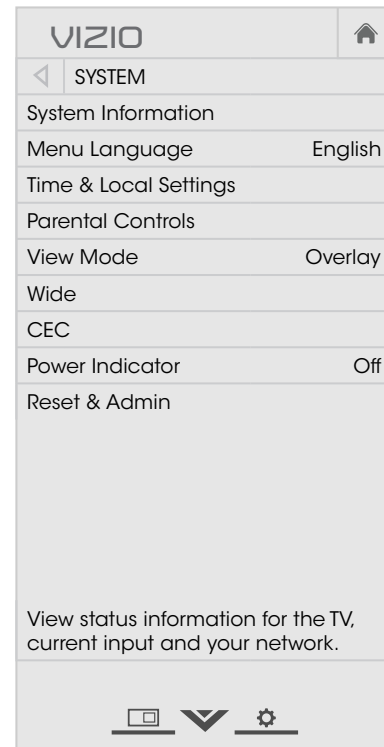 VIZIO
SYSTEM
System Information
Menu Language English
Time & Local Settings
Parental Controls
View Mode Overlay
Wide
CEC
Power Indicator Off
Reset & Admin
View status information for the TV,
current input and your network.